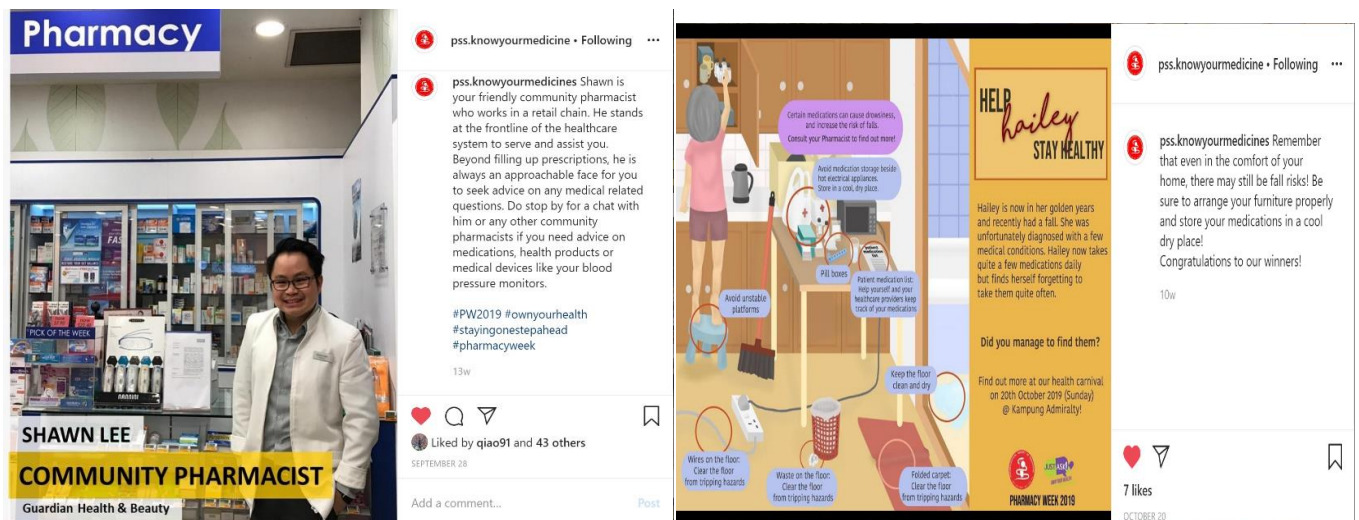 Pharmacy
PICK OF THE WEEK
NANNINI
SHAWN LEE
COMMUNITY PHARMACIST
Guardian Health & Beauty
pss.knowyourmedicine • Following
pss.knowyourmedicines Shawn is
your friendly community pharmacist
who works in a retail chain. He stands
at the frontline of the healthcare
system to serve and assist you.
Beyond filling up prescriptions, he is
always an approachable face for you
to seek advice on any medical related
questions. Do stop by for a chat with
him or any other community
pharmacists if you need advice on
medications, health products or
medical devices like your blood
pressure monitors.
#PW2019 #ownyourhealth
#stayingonestepahead
#pharmacyweek
13w
Liked by qiao91 and 43 others
SEPTEMBER 28
Add a comment...
Post
Certain medications can cause drowsiness,
and increase the risk of falls.
Consult your Pharmacist to find out more!
Avoid medication storage beside
hot electrical appliances.
Store in a cool, dry place.
Pill boxes
patient
medication
list
Patient medication list:
Help yourself and your
healthcare providers keep
track of your medications
Avoid unstable
platforms
Keep the floor
clean and dry
Wires on the floor:
Clear the floor
from tripping hazards
Waste on the floor:
Clear the floor
from tripping hazards
Folded carpet:
Clear the floor
from tripping hazards
HELP
hailey
STAY HEALTHY
Hailey is now in her golden years
and recently had a fall. She was
unfortunately diagnosed with a few
medical conditions. Hailey now takes
quite a few medications daily
but finds herself forgetting to
take them quite often.
Did you manage to find them?
Find out more at our health carnival
on 20th October 2019 (Sunday)
@ Kampung Admiralty!
JUST ASK!
PHARMACY WEEK 2019
pss.knowyourmedicine • Following
pss.knowyourmedicines Remember
that even in the comfort of your
home, there may still be fall risks! Be
sure to arrange your furniture properly
and store your medications in a cool
dry place!
Congratulations to our winners!
10w
7 likes
OCTOBER 20